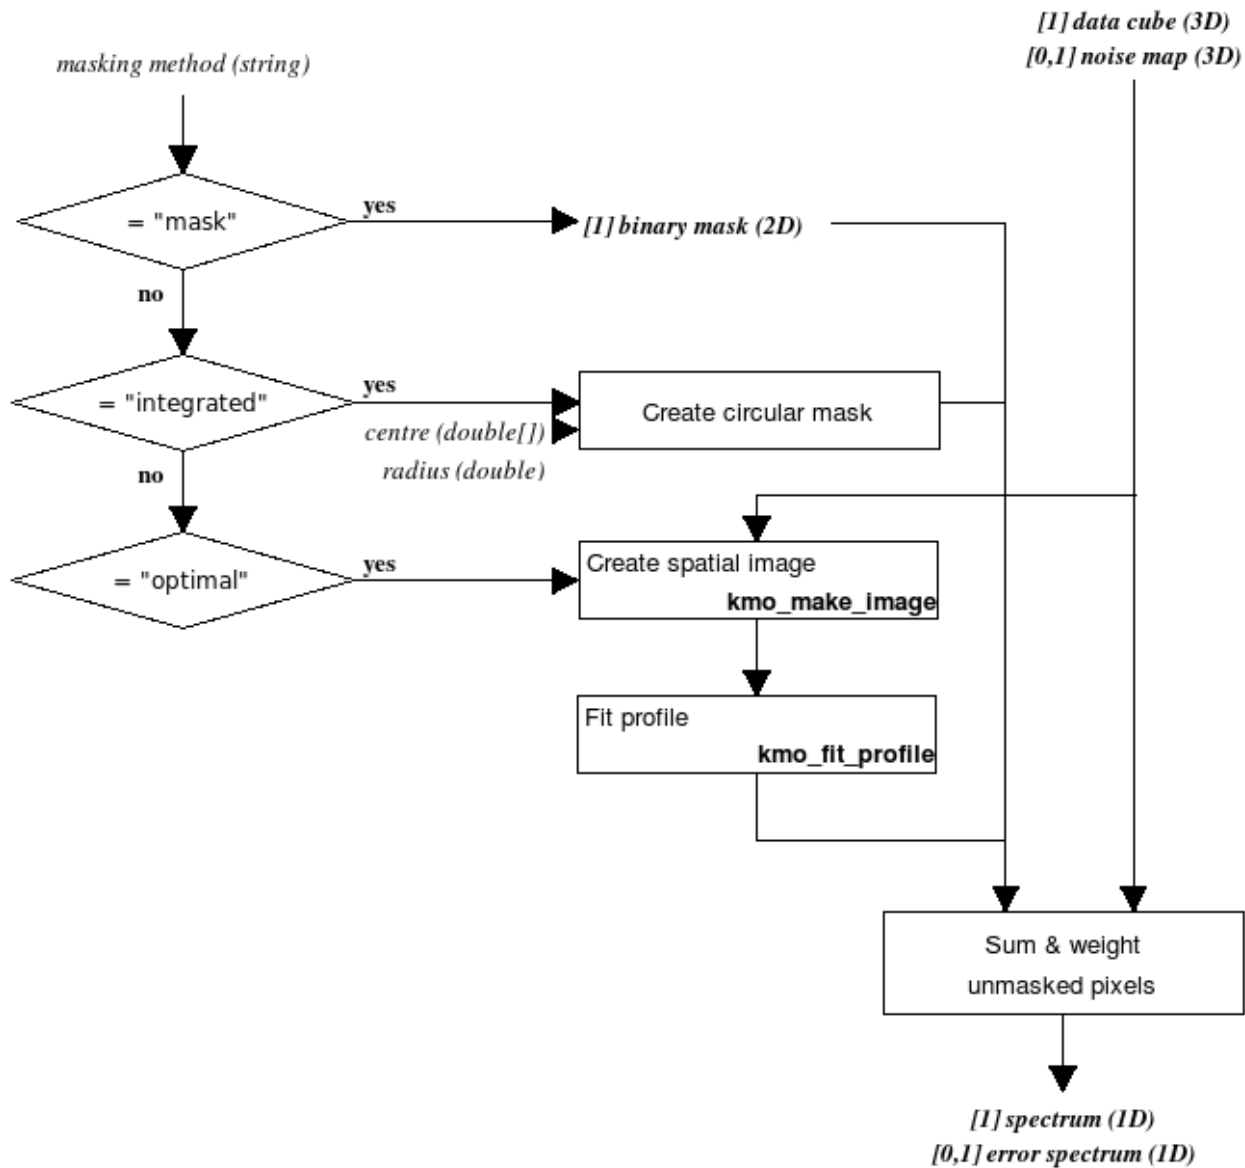 [1] data cube (3D)
[0,1] noise map (3D)
masking method (string)
= "mask"
yes
[1] binary mask (2D)
no
= "integrated"
yes
centre (double[])
radius (double)
Create circular mask
no
= "optimal"
yes
Create spatial image
kmo_make_image
Fit profile
kmo_fit_profile
Sum & weight
unmasked pixels
[1] spectrum (1D)
[0,1] error spectrum (1D)